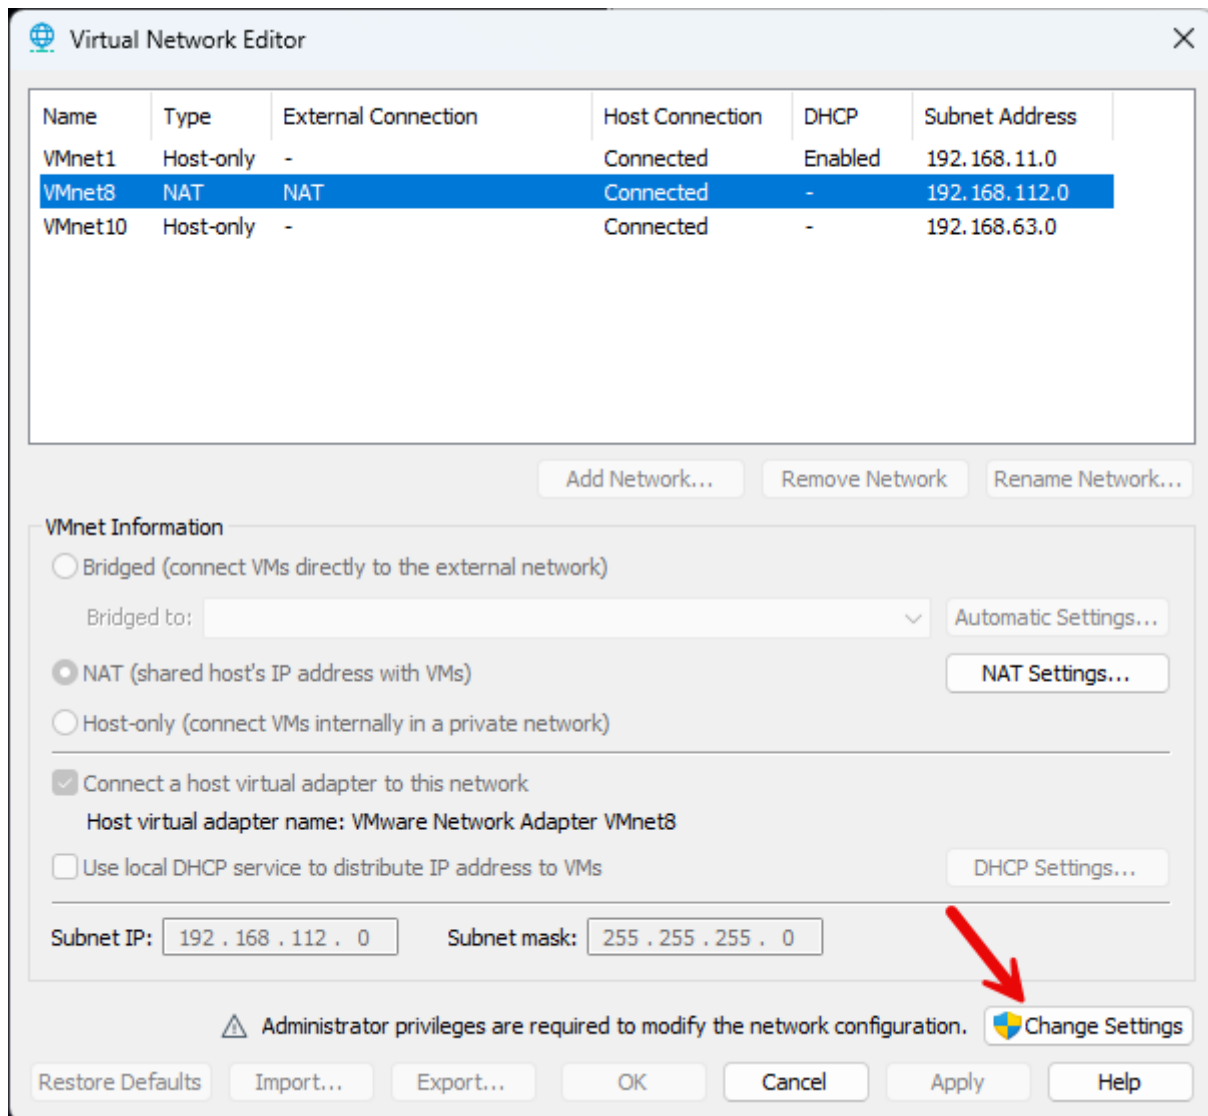 Virtual Network Editor
Name Type External Connection Host Connection DHCP Subnet Address
VMnet1 Host-only - Connected Enabled 192.168.11.0
VMnet8 NAT NAT Connected - 192.168.112.0
VMnet10 Host-only - Connected - 192.168.63.0
Add Network... Remove Network Rename Network...
VMnet Information
Bridged (connect VMs directly to the external network)
Bridged to: Automatic Settings...
NAT (shared host's IP address with VMs) NAT Settings...
Host-only (connect VMs internally in a private network)
Connect a host virtual adapter to this network
Host virtual adapter name: VMware Network Adapter VMnet8
Use local DHCP service to distribute IP address to VMs DHCP Settings...
Subnet IP: 192 . 168 . 112 . 0 Subnet mask: 255 . 255 . 255 . 0
Administrator privileges are required to modify the network configuration. Change Settings
Restore Defaults Import... Export... OK Cancel Apply Help